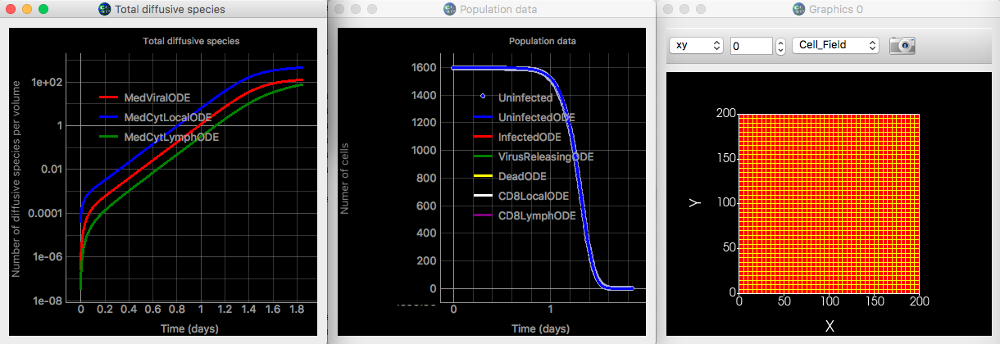 Total diffusive species
Population data
Graphics 0
Total diffusive species
Number of diffusive species per volume
1e+02
1
0.01
0.0001
1e-06
1e-08
MedViralODE
MedCytLocalODE
MedCytLymphODE
0 0.2 0.4 0.6 0.8 1 1.2 1.4 1.6 1.8
Time (days)
Population data
Numer of cells
1600
1400
1200
1000
800
600
400
200
0
Uninfected
UninfectedODE
InfectedODE
VirusReleasingODE
DeadODE
CD8LocalODE
CD8LymphODE
0 1
Time (days)
xy 0 Cell_Field
200
150
100
50
0
Y
0 50 100 150 200
X